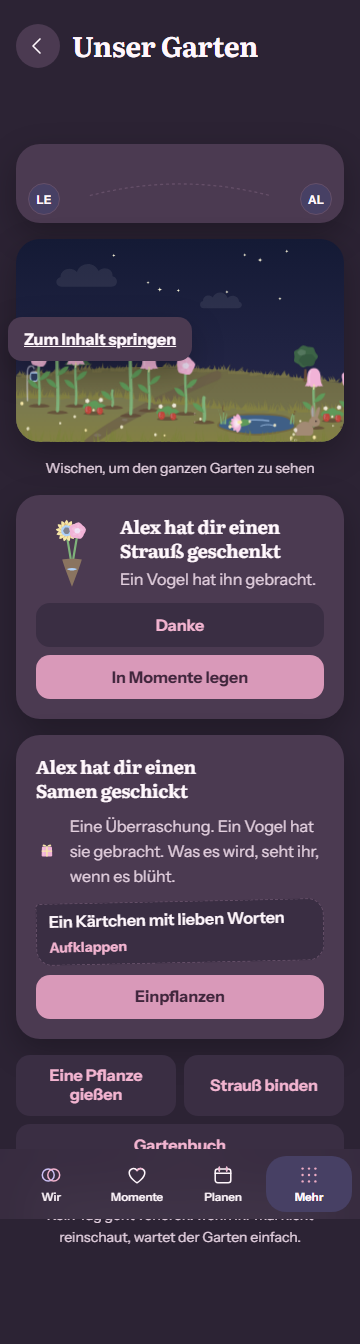 Unser Garten
LE
AL
Zum Inhalt springen
Wischen, um den ganzen Garten zu sehen
Alex hat dir einen
Strauß geschenkt
Ein Vogel hat ihn gebracht.
Danke
In Momente legen
Alex hat dir einen
Samen geschickt
Eine Überraschung. Ein Vogel hat
sie gebracht. Was es wird, seht ihr,
wenn es blüht.
Ein Kärtchen mit lieben Worten
Aufklappen
Einpflanzen
Eine Pflanze
gießen
Strauß binden
Gartenbuch
Wir
Momente
Planen
Mehr
reinschaut, wartet der Garten einfach.